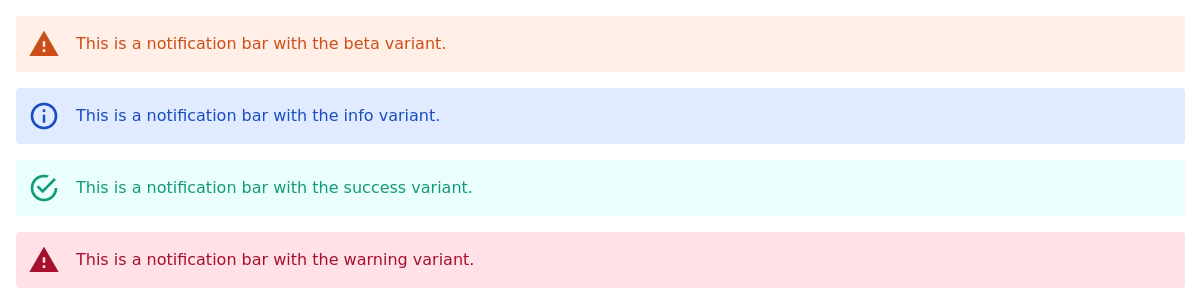 This is a notification bar with the beta variant.
This is a notification bar with the info variant.
This is a notification bar with the success variant.
This is a notification bar with the warning variant.